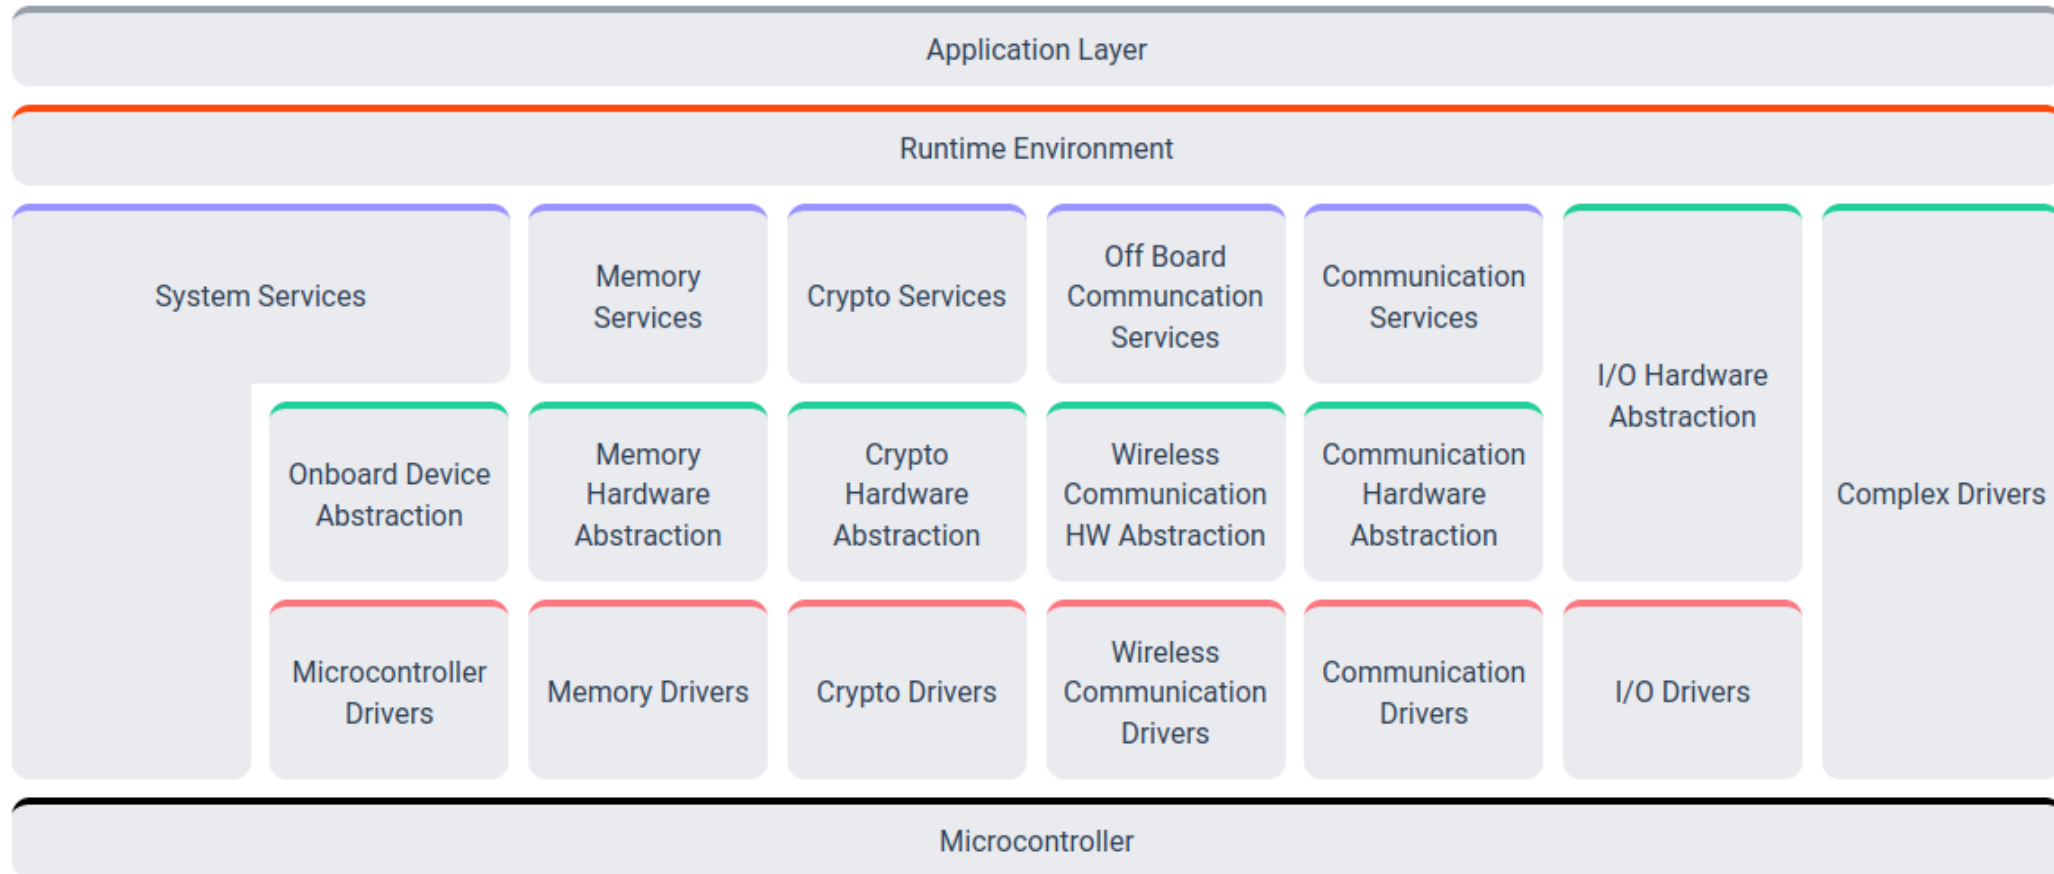 Application Layer
Runtime Environment
System Services
Memory
Services
Crypto Services
Off Board
Communcation
Services
Communication
Services
I/O Hardware
Abstraction
Complex Drivers
Onboard Device
Abstraction
Memory
Hardware
Abstraction
Crypto
Hardware
Abstraction
Wireless
Communication
HW Abstraction
Communication
Hardware
Abstraction
Microcontroller
Drivers
Memory Drivers
Crypto Drivers
Wireless
Communication
Drivers
Communication
Drivers
I/O Drivers
Microcontroller